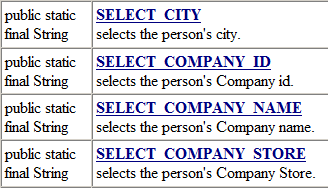 public static SELECT_CITY
final String selects the person's city.
public static SELECT_COMPANY_ID
final String selects the person's Company id.
public static SELECT_COMPANY_NAME
final String selects the person's Company name.
public static SELECT_COMPANY_STORE
final String selects the person's Company Store.